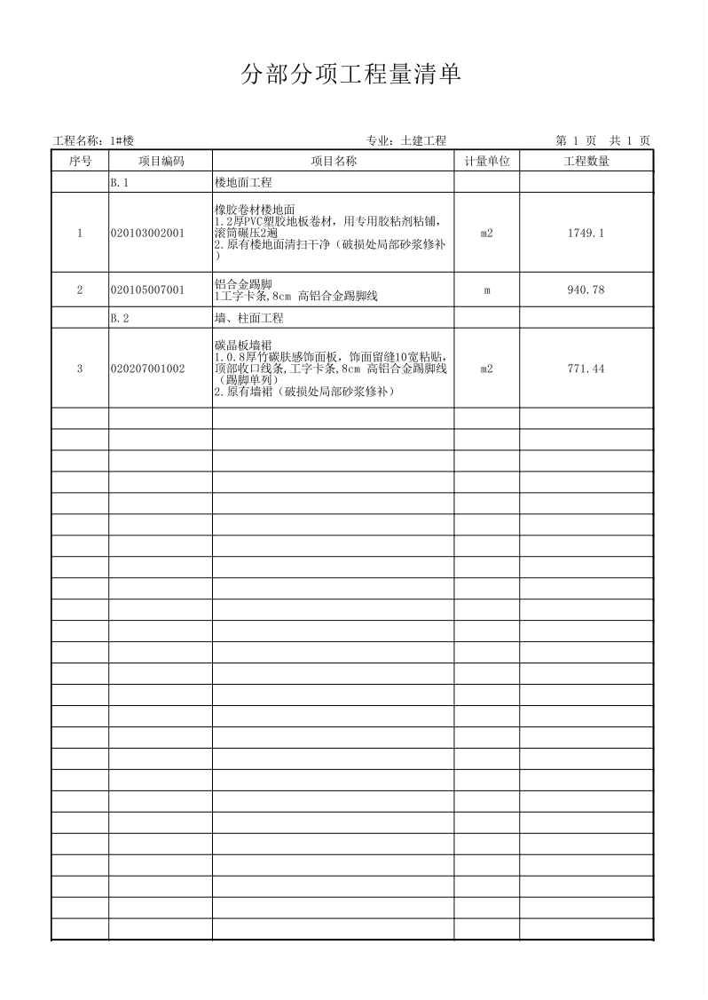 分部分项工程量清单
工程名称：1#楼 专业：土建工程 第 1 页 共 1 页
序号 项目编码 项目名称 计量单位 工程数量
B.1 楼地面工程
1 020103002001 橡胶卷材楼地面
1.2厚PVC塑胶地板卷材，用专用胶粘剂粘铺，
滚筒碾压2遍
2.原有楼地面清扫干净（破损处局部砂浆修补
）
m2 1749.1
2 020105007001 铝合金踢脚
1工字卡条,8cm 高铝合金踢脚线
m 940.78
B.2 墙、柱面工程
3 020207001002 碳晶板墙裙
1.0.8厚竹碳肤感饰面板，饰面留缝10宽粘贴，
顶部收口线条,工字卡条,8cm 高铝合金踢脚线
（踢脚单列）
2.原有墙裙（破损处局部砂浆修补）
m2 771.44